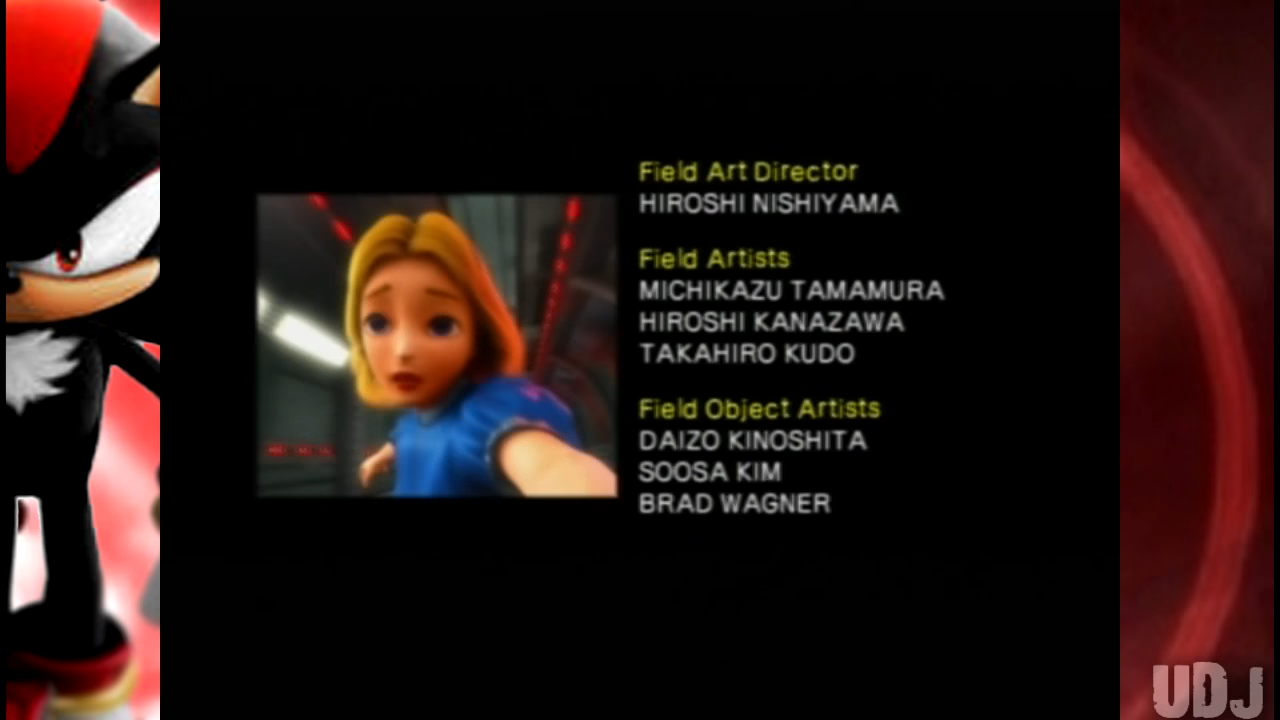 Field Art Director
HIROSHI NISHIYAMA
Field Artists
MICHIKAZU TAMAMURA
HIROSHI KANAZAWA
TAKAHIRO KUDO
Field Object Artists
DAIZO KINOSHITA
SOOSA KIM
BRAD WAGNER
UDJ